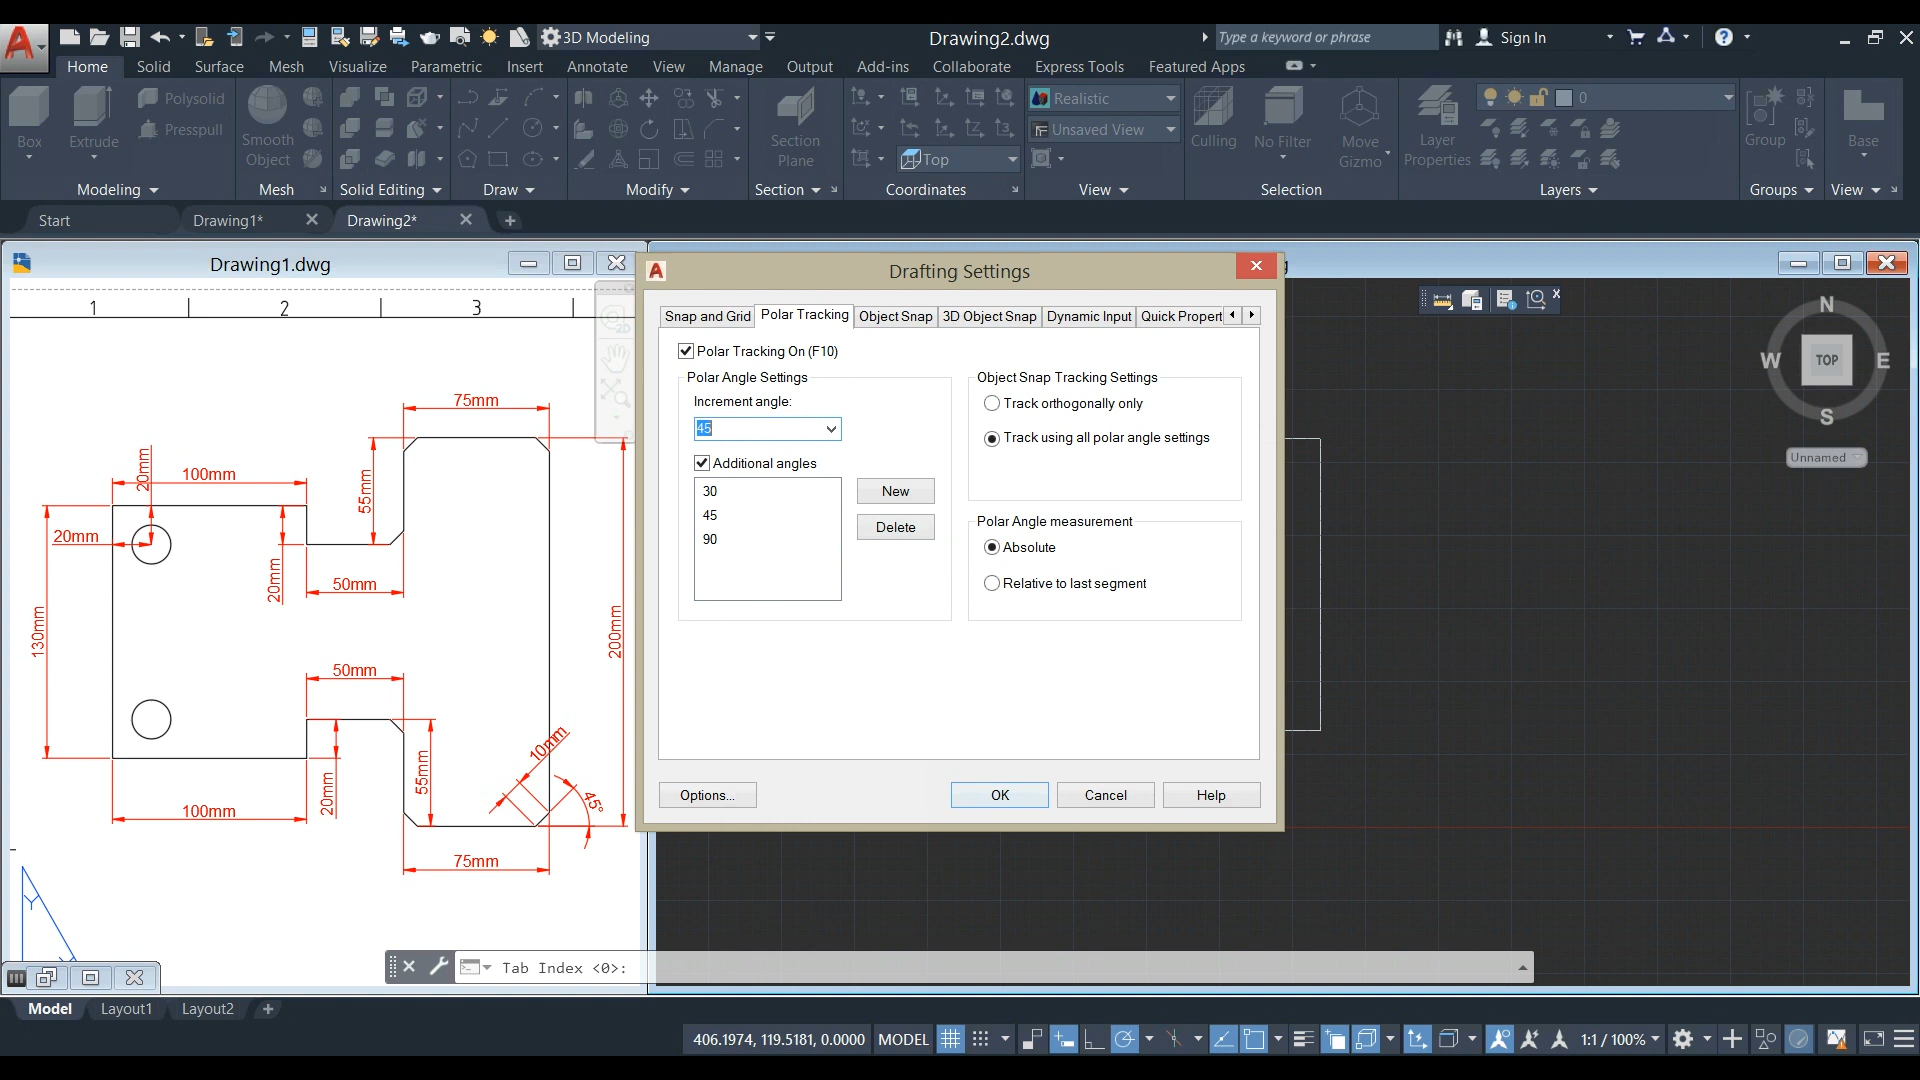 3D Modeling
Drawing2.dwg
Type a keyword or phrase
Sign In
Home Solid Surface Mesh Visualize Parametric Insert Annotate View Manage Output Add-ins Collaborate Express Tools Featured Apps
Box
Extrude
Polysolid
Presspull
Smooth
Object
Section
Plane
Realistic
Unsaved View
Top
Culling
No Filter
Move
Gizmo
Layer
Properties
0
Group
Base
Modeling Mesh Solid Editing Draw Modify Section Coordinates View Selection Layers Groups View
Start Drawing1* Drawing2*
Drawing1.dwg
1 2 3
75mm
20mm
100mm
55mm
20mm
20mm
50mm
130mm
200mm
50mm
10mm
55mm
20mm
45°
100mm
75mm
Y
Drafting Settings
Snap and Grid
Polar Tracking
Object Snap
3D Object Snap
Dynamic Input
Quick Propert
Polar Tracking On (F10)
Polar Angle Settings
Increment angle:
45
Additional angles
30
45
90
New
Delete
Object Snap Tracking Settings
Track orthogonally only
Track using all polar angle settings
Polar Angle measurement
Absolute
Relative to last segment
Options...
OK
Cancel
Help
N
W
TOP
E
S
Unnamed
Tab Index <0>:
Model Layout1 Layout2
406.1974, 119.5181, 0.0000
MODEL
1:1 / 100%